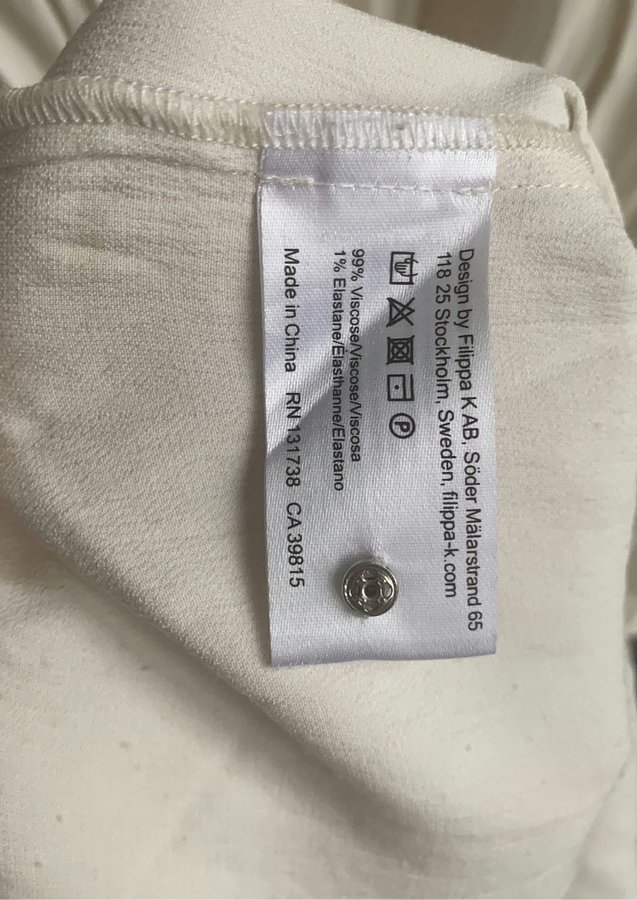 Design by Filippa K AB, Söder Mälarstrand 65
118 25 Stockholm, Sweden, filippa-k.com
P
99% Viscose/Viscose/Viscosa
1% Elastane/Élasthanne/Elastano
Made in China RN 131738 CA 39815